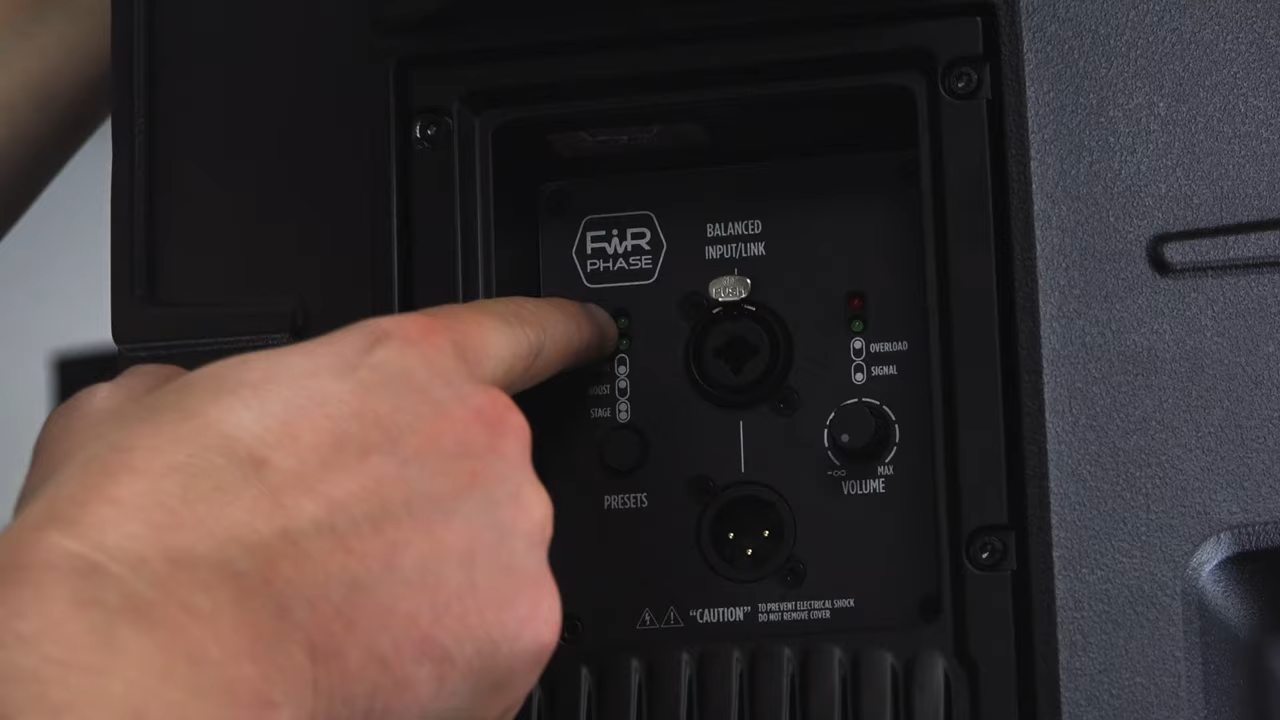 FiR
PHASE
BALANCED
INPUT/LINK
PUSH
OVERLOAD
SIGNAL
BOOST
STAGE
-∞
MAX
VOLUME
PRESETS
"CAUTION"
TO PREVENT ELECTRICAL SHOCK
DO NOT REMOVE COVER